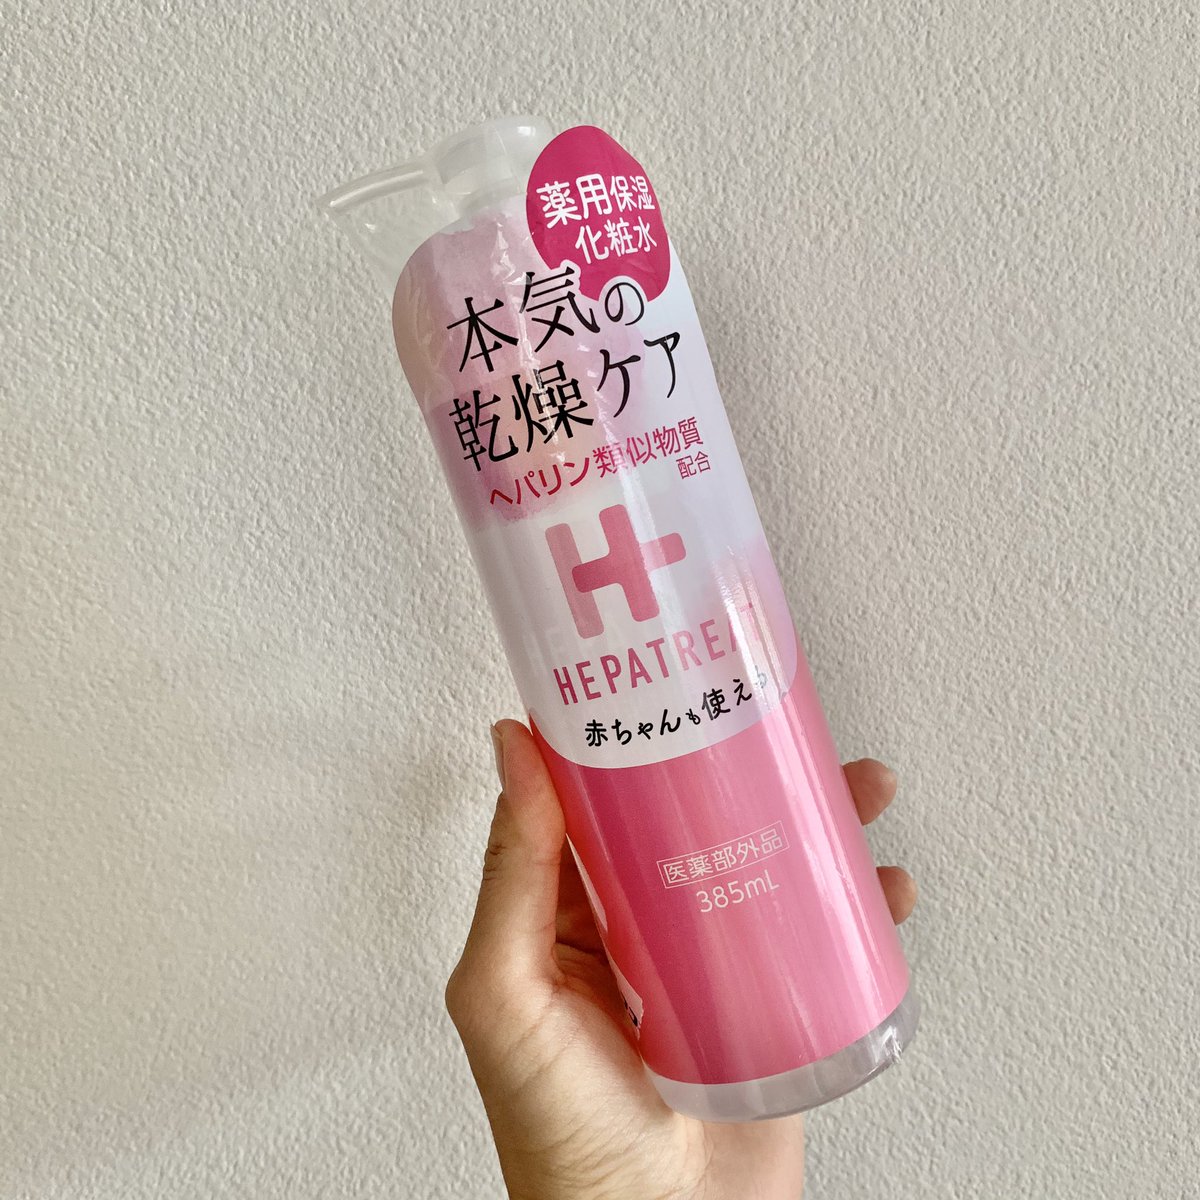 薬用保湿
化粧水
本気の
乾燥ケア
ヘパリン類似物質
配合
H
HEPATREAT
赤ちゃんも使える
医薬部外品
385mL